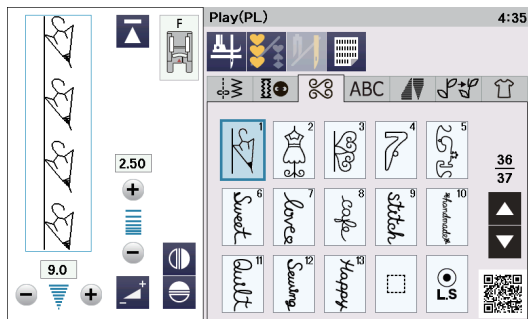 F
Play(PL)
4:35
ABC
2.50
9.0
1
2
3
4
5
36
37
6
Sweet
7
love
8
cafe
9
stitch
10
*handmade*
11
Quilt
12
Sewing
13
Happy
L.S